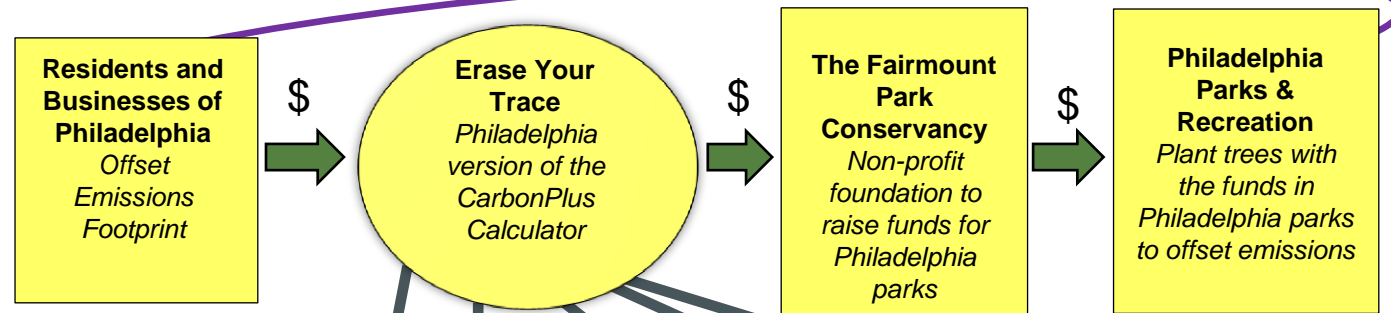 Residents and
Businesses of
Philadelphia
Offset
Emissions
Footprint
$
Erase Your
Trace
Philadelphia
version of the
CarbonPlus
Calculator
$
The Fairmount
Park
Conservancy
Non-profit
foundation to
raise funds for
Philadelphia
parks
$
Philadelphia
Parks &
Recreation
Plant trees with
the funds in
Philadelphia parks
to offset emissions